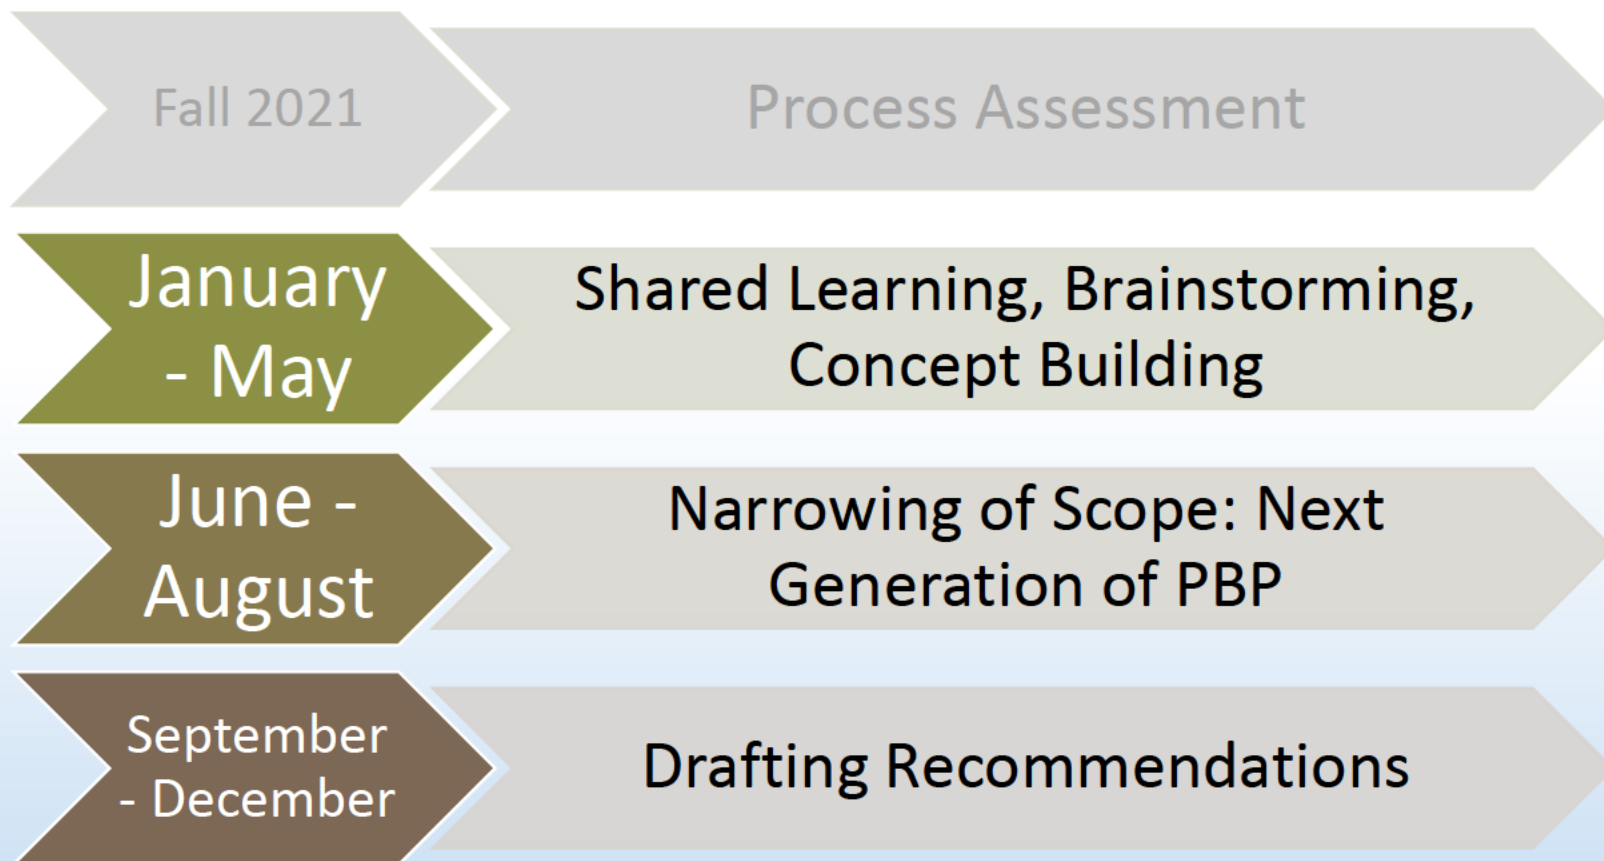 Fall 2021
Process Assessment
January
- May
Shared Learning, Brainstorming,
Concept Building
June -
August
Narrowing of Scope: Next
Generation of PBP
September
- December
Drafting Recommendations